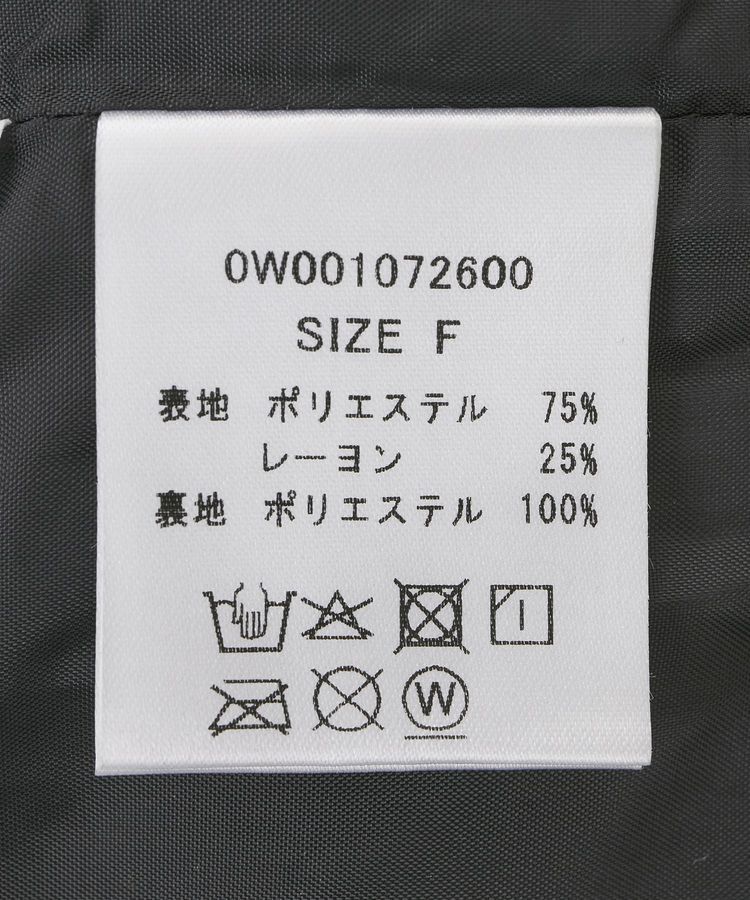 0W001072600
SIZE F
表地 ポリエステル 75%
レーヨン 25%
裏地 ポリエステル 100%
W